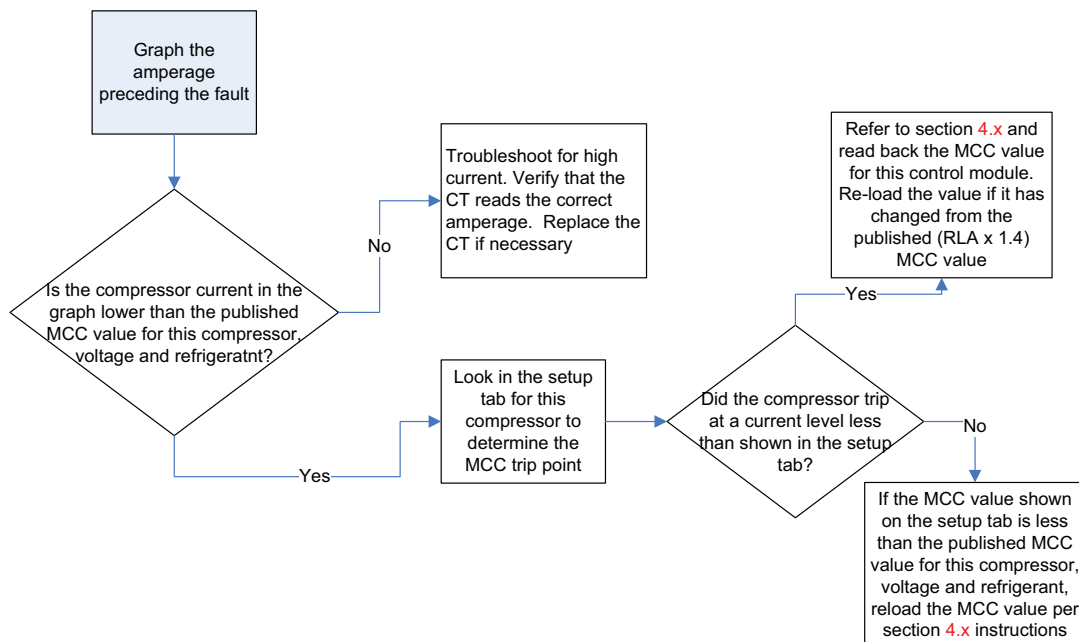 Graph the
amperage
preceding the fault
Is the compressor current in the
graph lower than the published
MCC value for this compressor,
voltage and refrigeratnt?
No
Troubleshoot for high
current. Verify that the
CT reads the correct
amperage.  Replace the
CT if necessary
Yes
Look in the setup
tab for this
compressor to
determine the
MCC trip point
Did the compressor trip
at a current level less
than shown in the setup
tab?
Yes
Refer to section 4.x and
read back the MCC value
for this control module.
Re-load the value if it has
changed from the
published (RLA x 1.4)
MCC value
No
If the MCC value shown
on the setup tab is less
than the published MCC
value for this compressor,
voltage and refrigerant,
reload the MCC value per
section 4.x instructions